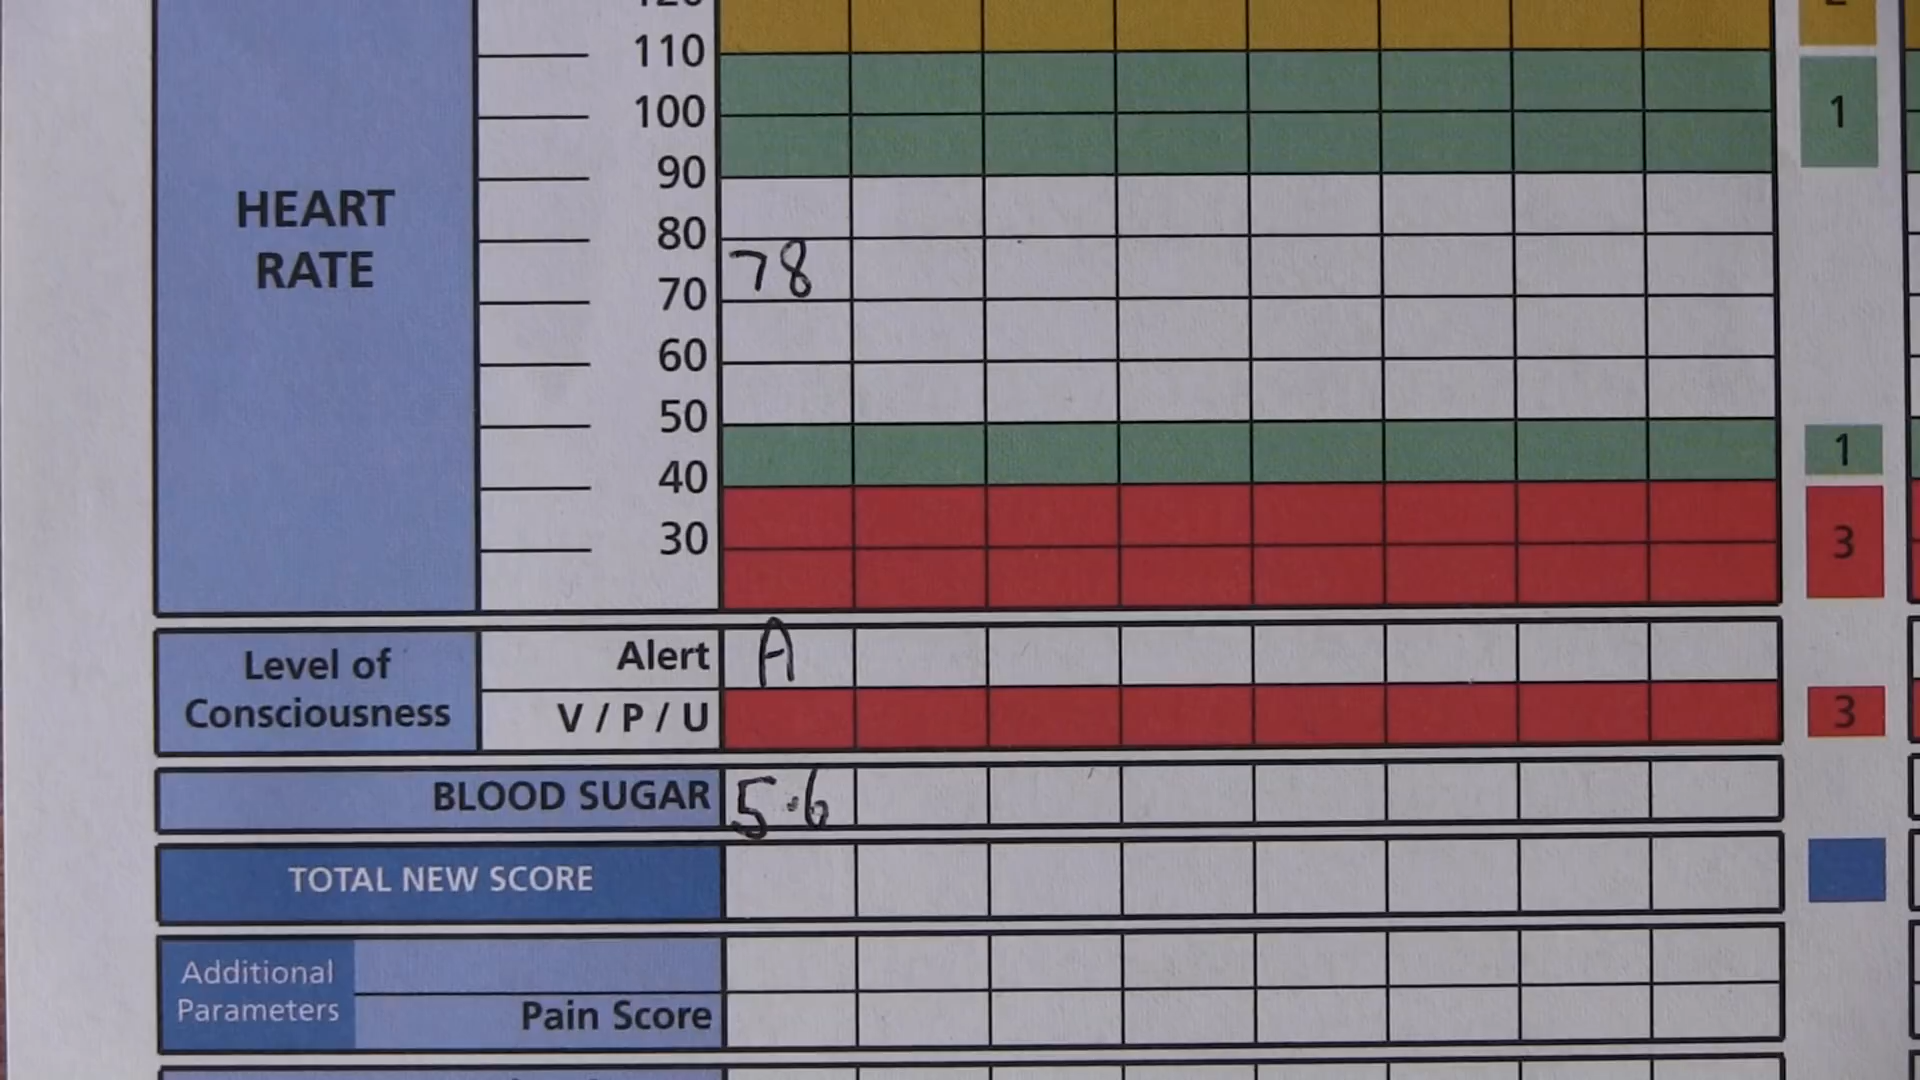 110
100
1
90
HEART
RATE
80
78
70
60
50
1
40
30
3
Level of
Consciousness
Alert
A
V / P / U
3
BLOOD SUGAR
5.6
TOTAL NEW SCORE
Additional
Parameters
Pain Score